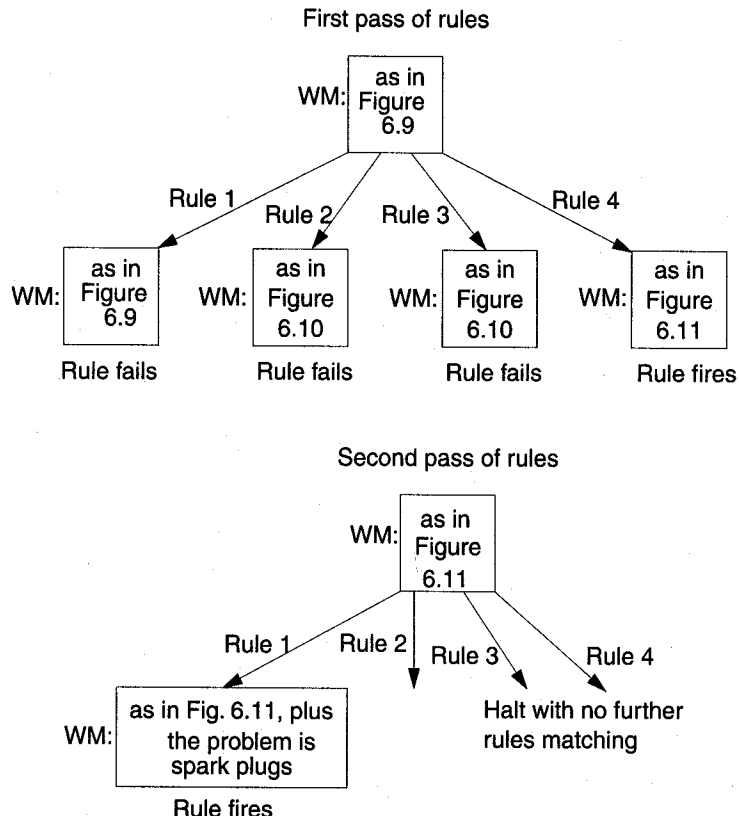 First pass of rules
WM:
as in
Figure
6.9
Rule 1
Rule 2
Rule 3
Rule 4
WM:
as in
Figure
6.9
Rule fails
WM:
as in
Figure
6.10
Rule fails
WM:
as in
Figure
6.10
Rule fails
WM:
as in
Figure
6.11
Rule fires
Second pass of rules
WM:
as in
Figure
6.11
Rule 1
Rule 2
Rule 3
Rule 4
WM:
as in Fig. 6.11, plus
the problem is
spark plugs
Rule fires
Halt with no further
rules matching